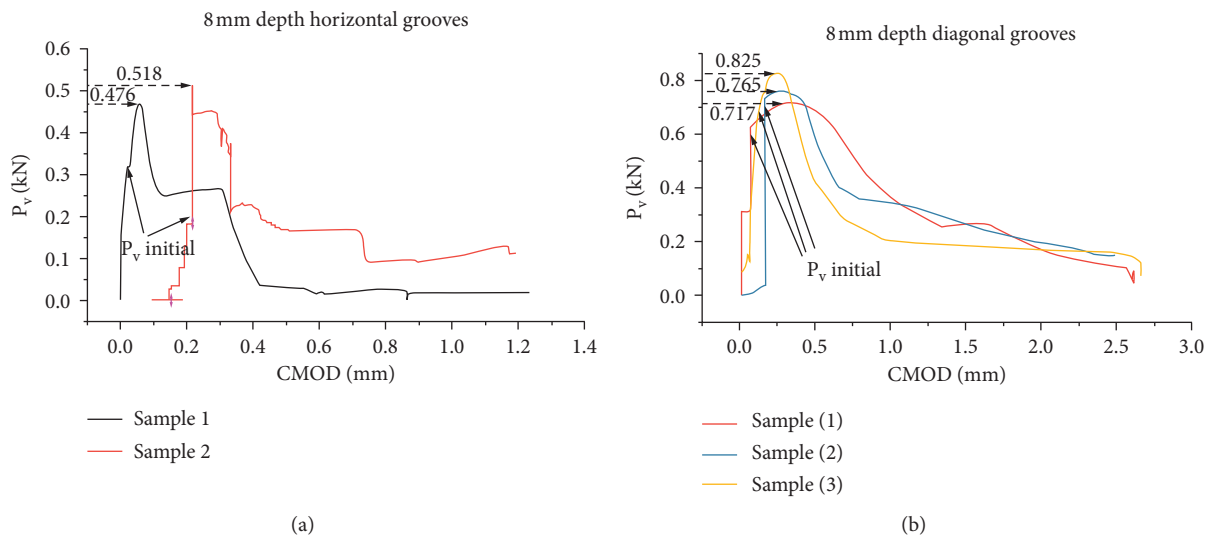 8 mm depth horizontal grooves
0.6
0.5
0.4
0.3
0.2
0.1
0.0
P_v (kN)
0.518
0.476
P_v initial
0.0 0.2 0.4 0.6 0.8 1.0 1.2 1.4
CMOD (mm)
Sample 1
Sample 2
(a)
8 mm depth diagonal grooves
0.8
0.6
0.4
0.2
0.0
P_v (kN)
0.825
0.765
0.717
P_v initial
0.0 0.5 1.0 1.5 2.0 2.5 3.0
CMOD (mm)
Sample (1)
Sample (2)
Sample (3)
(b)